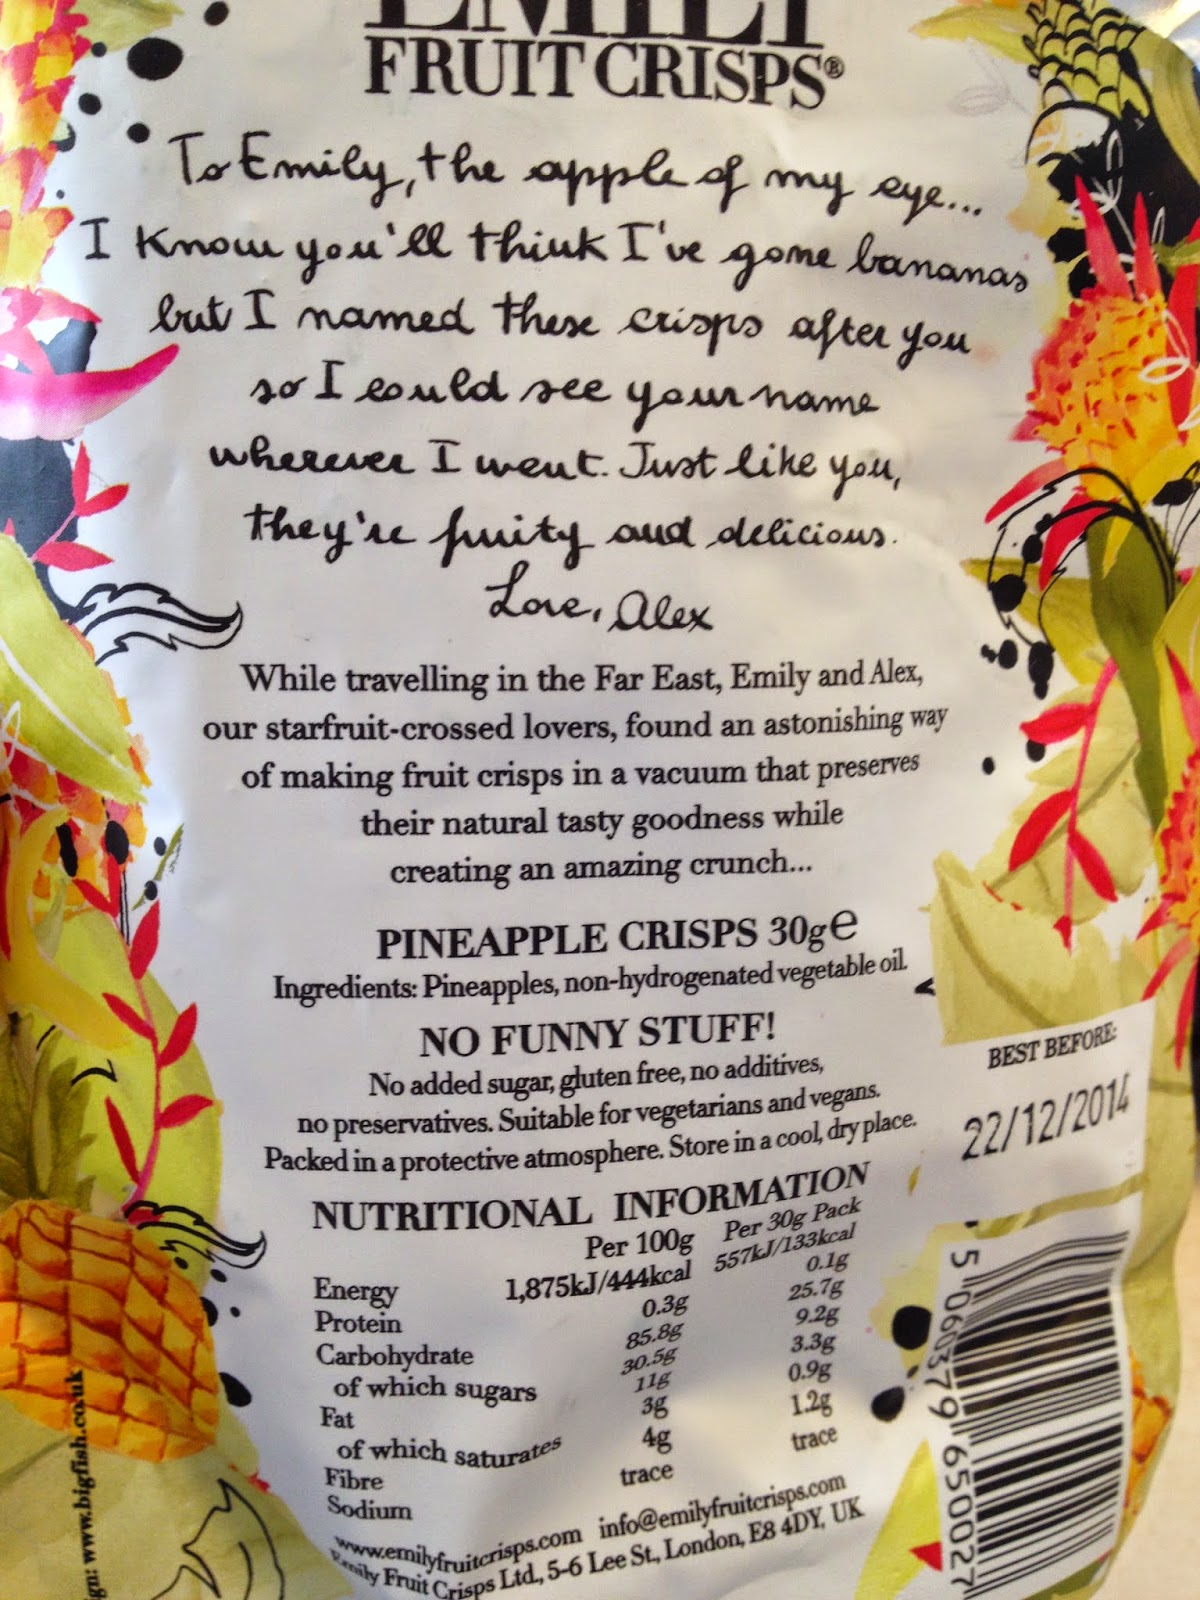 EMILY
FRUIT CRISPS®
To Emily, the apple of my eye...
I know you'll think I've gone bananas
but I named these crisps after you
so I could see your name
wherever I went. Just like you,
they're fruity and delicious.
Love, Alex
While travelling in the Far East, Emily and Alex,
our starfruit-crossed lovers, found an astonishing way
of making fruit crisps in a vacuum that preserves
their natural tasty goodness while
creating an amazing crunch...
PINEAPPLE CRISPS 30g℮
Ingredients: Pineapples, non-hydrogenated vegetable oil.
NO FUNNY STUFF!
No added sugar, gluten free, no additives,
no preservatives. Suitable for vegetarians and vegans.
Packed in a protective atmosphere. Store in a cool, dry place.
BEST BEFORE:
22/12/2014
NUTRITIONAL INFORMATION
Per 100g Per 30g Pack
Energy 1,875kJ/444kcal 557kJ/133kcal
Protein 0.3g 0.1g
Carbohydrate 85.8g 25.7g
of which sugars 30.5g 9.2g
Fat 11g 3.3g
of which saturates 3g 0.9g
Fibre 4g 1.2g
Sodium trace trace
www.emilyfruitcrisps.com info@emilyfruitcrisps.com
Emily Fruit Crisps Ltd., 5-6 Lee St., London, E8 4DY, UK
5 060379 650027
gn: www.bigfish.co.uk